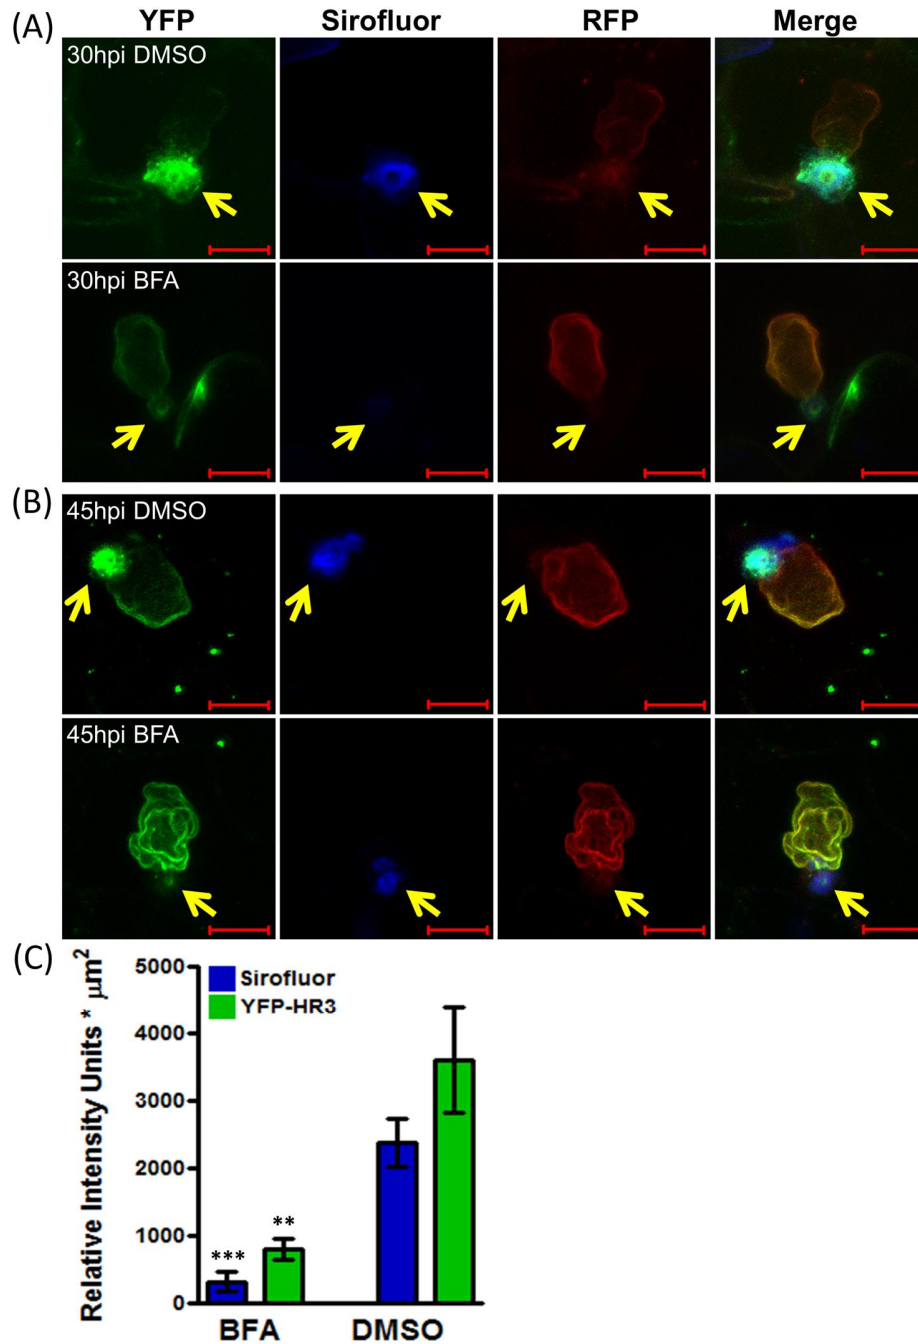 (A)
YFP Sirofluor RFP Merge
30hpi DMSO
30hpi BFA
(B)
45hpi DMSO
45hpi BFA
(C)
Relative Intensity Units * μm²
5000
4000
3000
2000
1000
0
Sirofluor
YFP-HR3
***
**
BFA DMSO